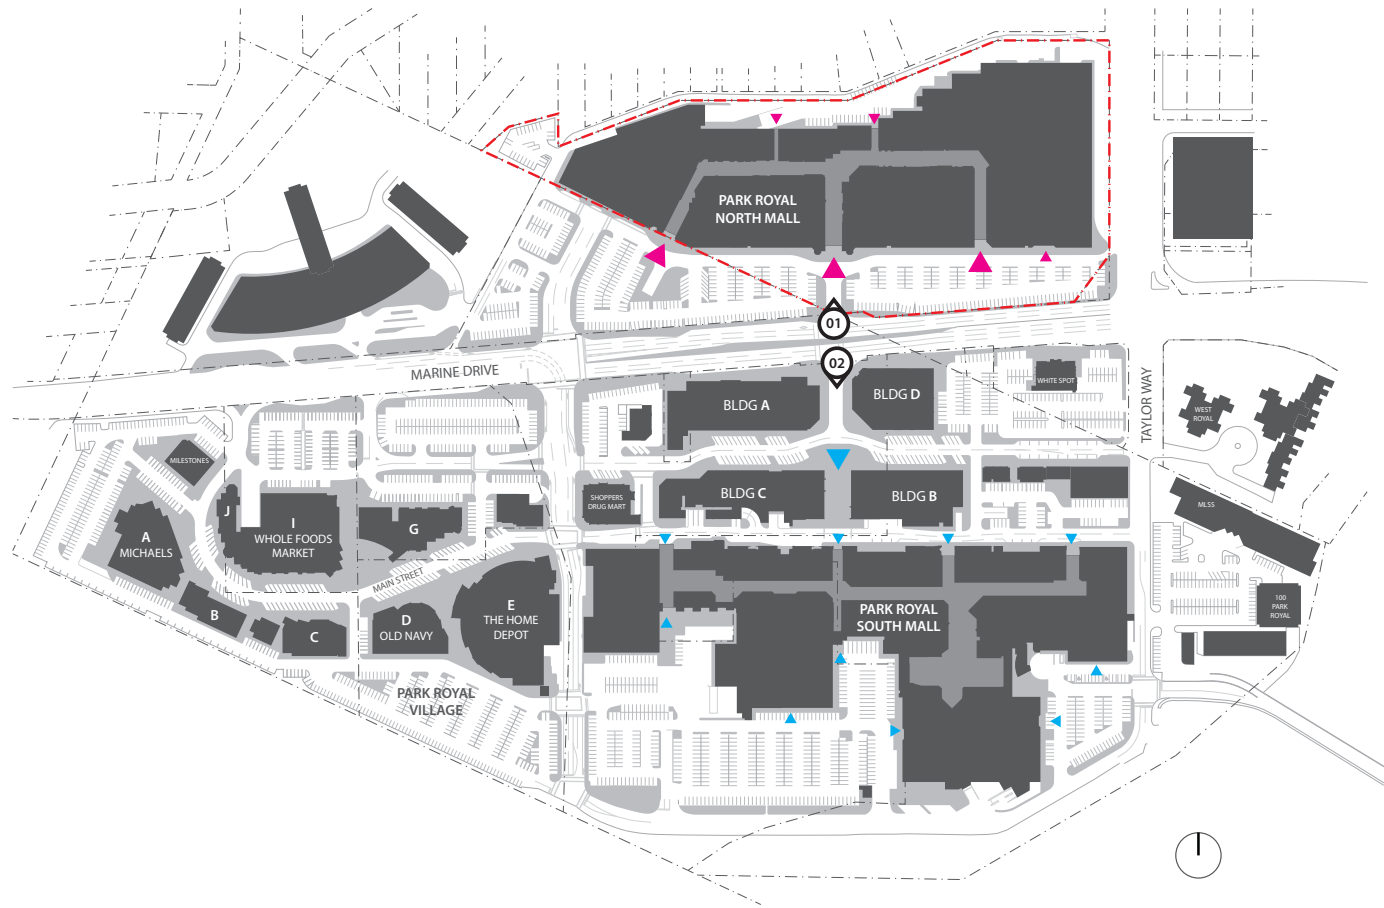 PARK ROYAL
NORTH MALL
01
02
MARINE DRIVE
TAYLOR WAY
WHITE SPOT
WEST
ROYAL
BLDG A
BLDG D
MILESTONES
A
MICHAELS
J
I
WHOLE FOODS
MARKET
G
SHOPPERS
DRUG MART
BLDG C
BLDG B
MLSS
MAIN STREET
B
C
D
OLD NAVY
E
THE HOME
DEPOT
PARK ROYAL
SOUTH MALL
100
PARK
ROYAL
PARK ROYAL
VILLAGE